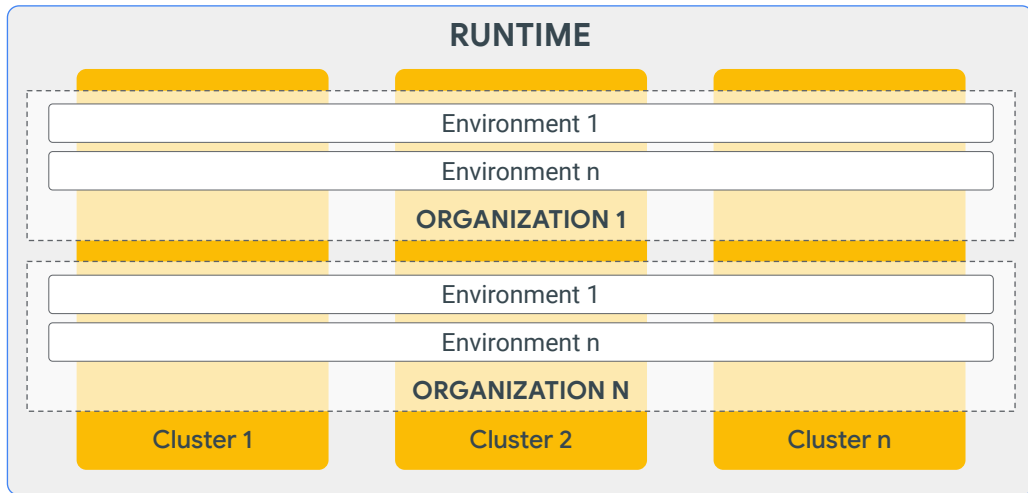 RUNTIME
Environment 1
Environment n
ORGANIZATION 1
Environment 1
Environment n
ORGANIZATION N
Cluster 1
Cluster 2
Cluster n